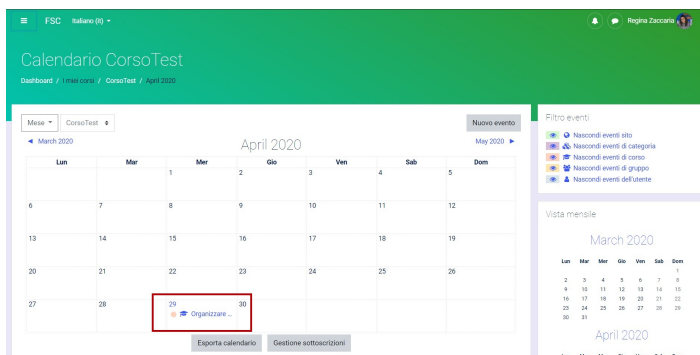 FSC Italiano (it)
Regina Zaccaria
Calendario CorsoTest
Dashboard / I miei corsi / CorsoTest / April 2020
Mese CorsoTest Nuovo evento
◄ March 2020 April 2020 May 2020 ►
Lun Mar Mer Gio Ven Sab Dom
1 2 3 4 5
6 7 8 9 10 11 12
13 14 15 16 17 18 19
20 21 22 23 24 25 26
27 28 29 30
Organizzare ...
Esporta calendario Gestione sottoscrizioni
Filtro eventi
Nascondi eventi sito
Nascondi eventi di categoria
Nascondi eventi di corso
Nascondi eventi di gruppo
Nascondi eventi dell'utente
Vista mensile
March 2020
Lun Mar Mer Gio Ven Sab Dom
1
2 3 4 5 6 7 8
9 10 11 12 13 14 15
16 17 18 19 20 21 22
23 24 25 26 27 28 29
30 31
April 2020